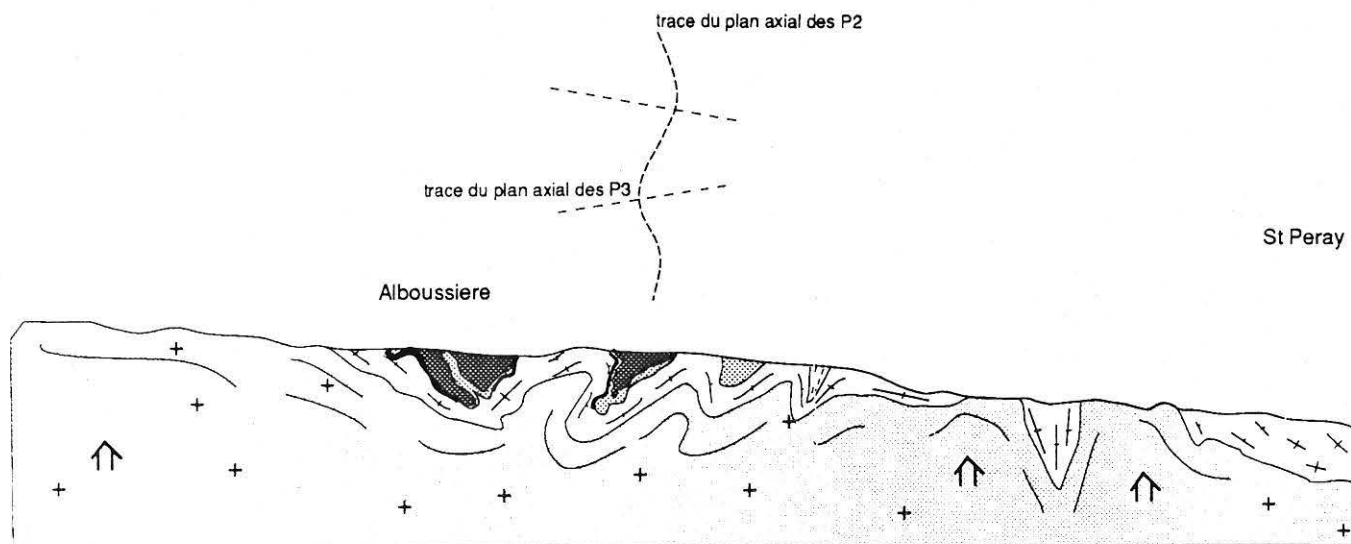 trace du plan axial des P2
trace du plan axial des P3
St Peray
Alboussiere